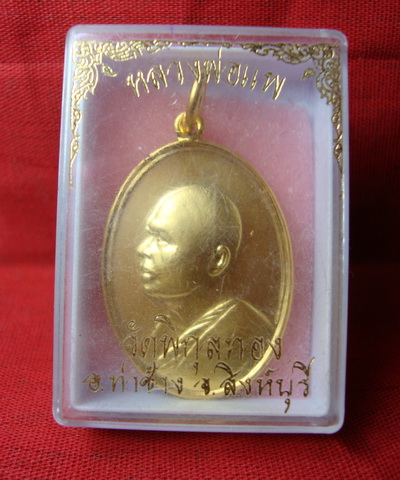 หลวงพ่อแพ
วัดพิกุลทอง
อ.ท่าช้าง จ.สิงห์บุรี